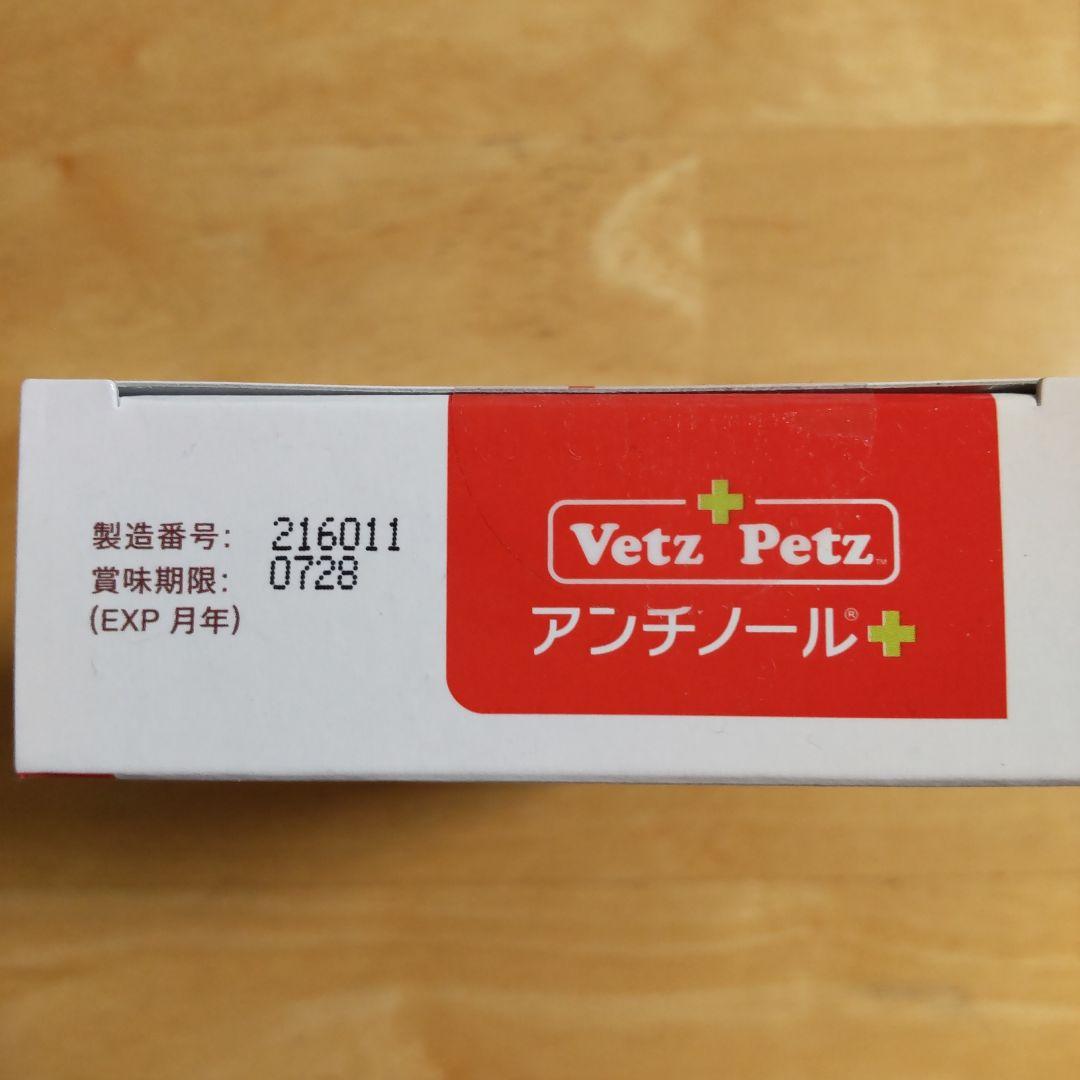 製造番号: 216011
賞味期限: 0728
(EXP 月年)
Vetz Petz™
アンチノール®